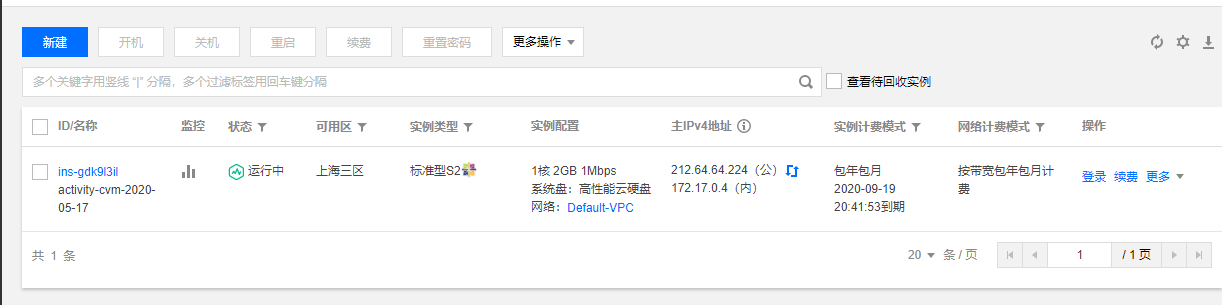 新建 开机 关机 重启 续费 重置密码 更多操作
多个关键字用竖线 "|" 分隔，多个过滤标签用回车键分隔 查看待回收实例
ID/名称 监控 状态 可用区 实例类型 实例配置 主IPv4地址 实例计费模式 网络计费模式 操作
ins-gdk9l3il 运行中 上海三区 标准型S2 1核 2GB 1Mbps 212.64.64.224（公） 包年包月 按带宽包年包月计费 登录 续费 更多
activity-cvm-2020-05-17 系统盘：高性能云硬盘 172.17.0.4（内） 2020-09-19
网络：Default-VPC 20:41:53到期
共 1 条 20 条 / 页 1 / 1 页